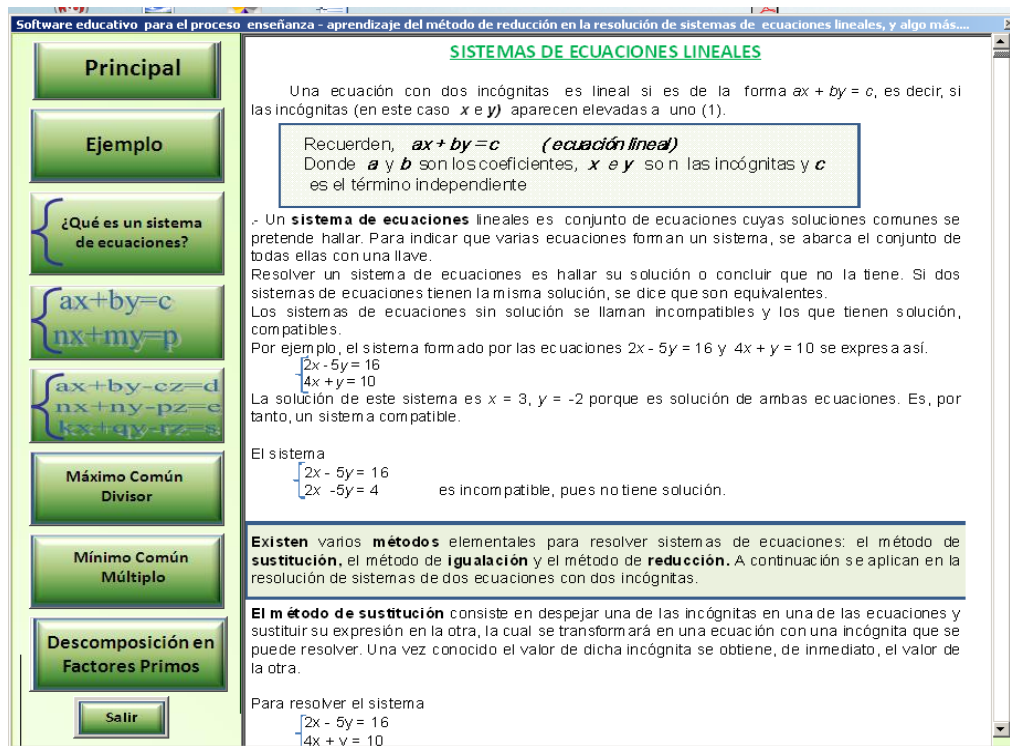 Software educativo para el proceso enseñanza - aprendizaje del método de reducción en la resolución de sistemas de ecuaciones lineales, y algo más....
Principal
Ejemplo
¿Qué es un sistema
de ecuaciones?
ax+by=c
nx+my=p
ax+by-cz=d
nx+ny-pz=e
kx+qy-rz=s
Máximo Común
Divisor
Mínimo Común
Múltiplo
Descomposición en
Factores Primos
Salir
SISTEMAS DE ECUACIONES LINEALES
Una ecuación con dos incógnitas es lineal si es de la forma ax + by = c, es decir, si
las incógnitas (en este caso x e y) aparecen elevadas a uno (1).
Recuerden, ax + by = c (ecuación lineal)
Donde a y b son los coeficientes, x e y so n las incógnitas y c
es el término independiente
.- Un sistema de ecuaciones lineales es conjunto de ecuaciones cuyas soluciones comunes se
pretende hallar. Para indicar que varias ecuaciones forman un sistema, se abarca el conjunto de
todas ellas con una llave.
Resolver un sistema de ecuaciones es hallar su solución o concluir que no la tiene. Si dos
sistemas de ecuaciones tienen la misma solución, se dice que son equivalentes.
Los sistemas de ecuaciones sin solución se llaman incompatibles y los que tienen solución,
compatibles.
Por ejemplo, el sistema formado por las ecuaciones 2x - 5y = 16 y 4x + y = 10 se expresa así.
2x - 5y = 16
4x + y = 10
La solución de este sistema es x = 3, y = -2 porque es solución de ambas ecuaciones. Es, por
tanto, un sistema compatible.
El sistema
2x - 5y = 16
2x -5y = 4 es incompatible, pues no tiene solución.
Existen varios métodos elementales para resolver sistemas de ecuaciones: el método de
sustitución, el método de igualación y el método de reducción. A continuación se aplican en la
resolución de sistemas de dos ecuaciones con dos incógnitas.
El método de sustitución consiste en despejar una de las incógnitas en una de las ecuaciones y
sustituir su expresión en la otra, la cual se transformará en una ecuación con una incógnita que se
puede resolver. Una vez conocido el valor de dicha incógnita se obtiene, de inmediato, el valor de
la otra.
Para resolver el sistema
2x - 5y = 16
4x + y = 10